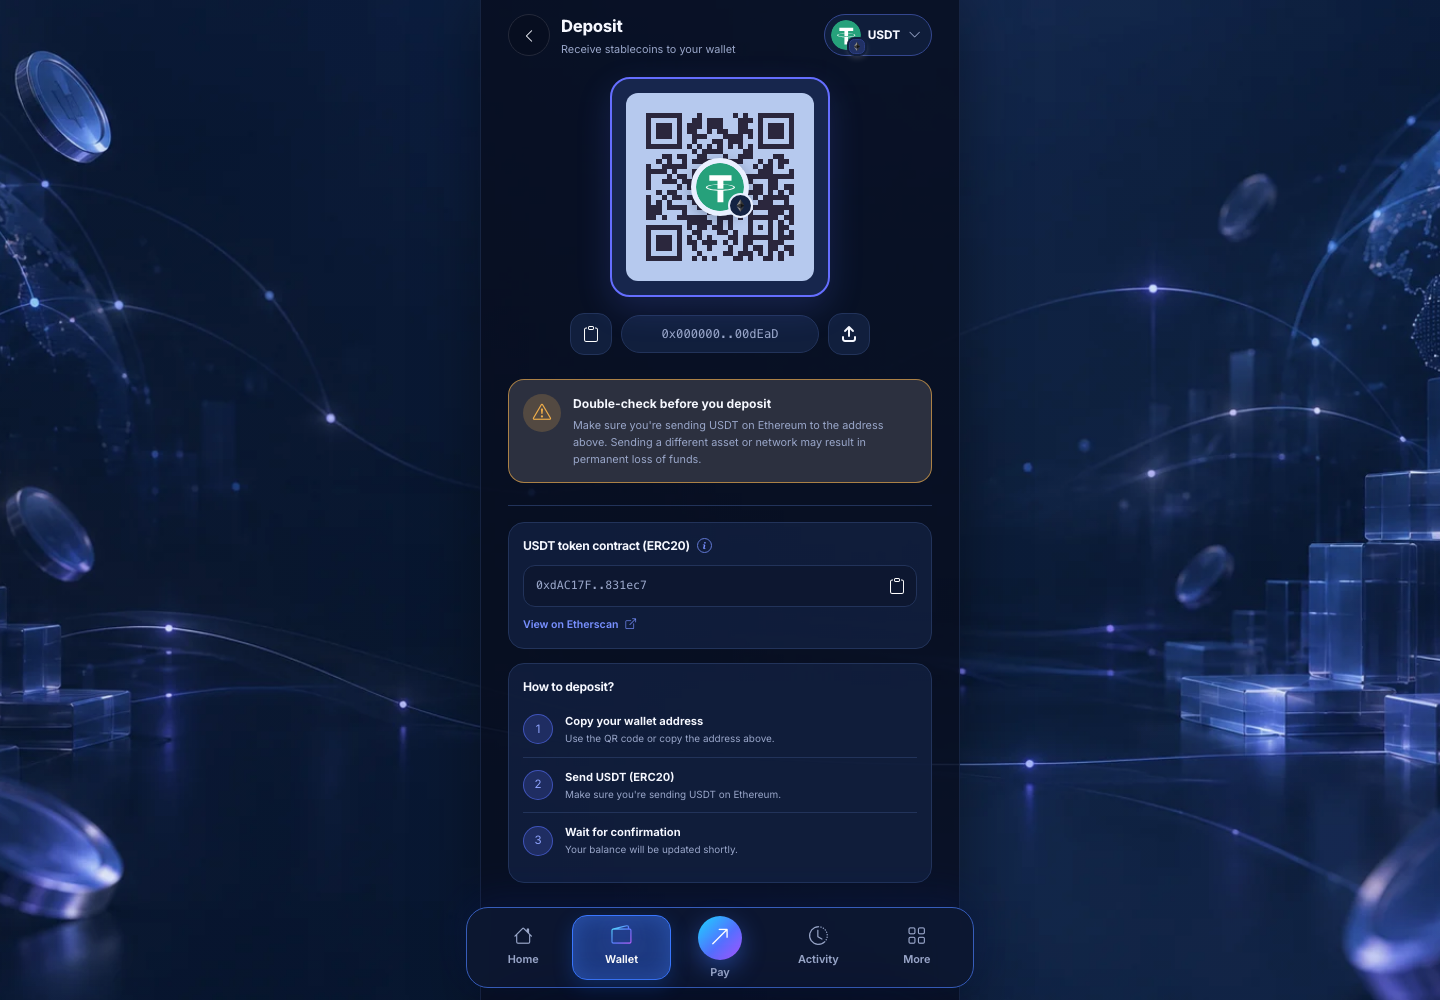 Deposit
Receive stablecoins to your wallet
USDT
0x000000..00dEaD
Double-check before you deposit
Make sure you're sending USDT on Ethereum to the address
above. Sending a different asset or network may result in
permanent loss of funds.
USDT token contract (ERC20)
0xdAC17F..831ec7
View on Etherscan
How to deposit?
1
Copy your wallet address
Use the QR code or copy the address above.
2
Send USDT (ERC20)
Make sure you're sending USDT on Ethereum.
3
Wait for confirmation
Your balance will be updated shortly.
Home
Wallet
Pay
Activity
More